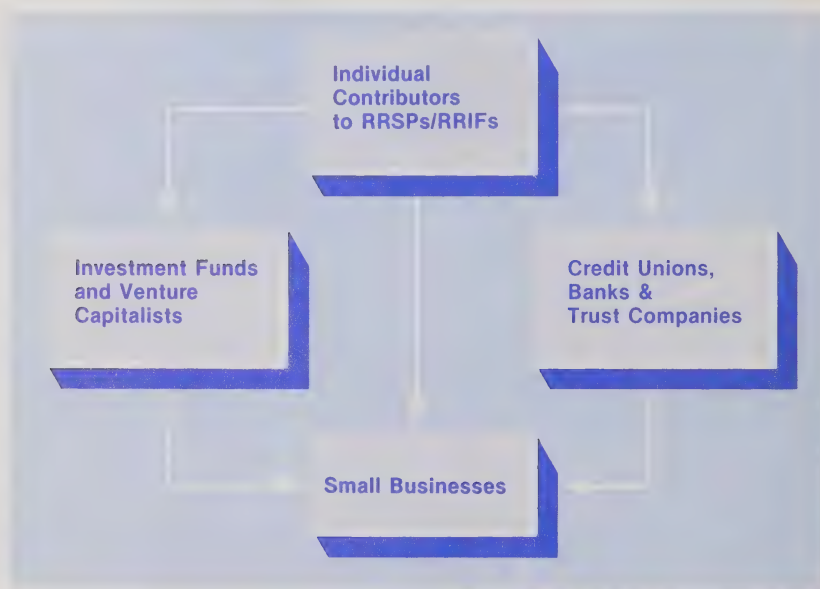 Individual
Contributors
to RRSPs/RRIFs
Investment Funds
and Venture
Capitalists
Credit Unions,
Banks &
Trust Companies
Small Businesses